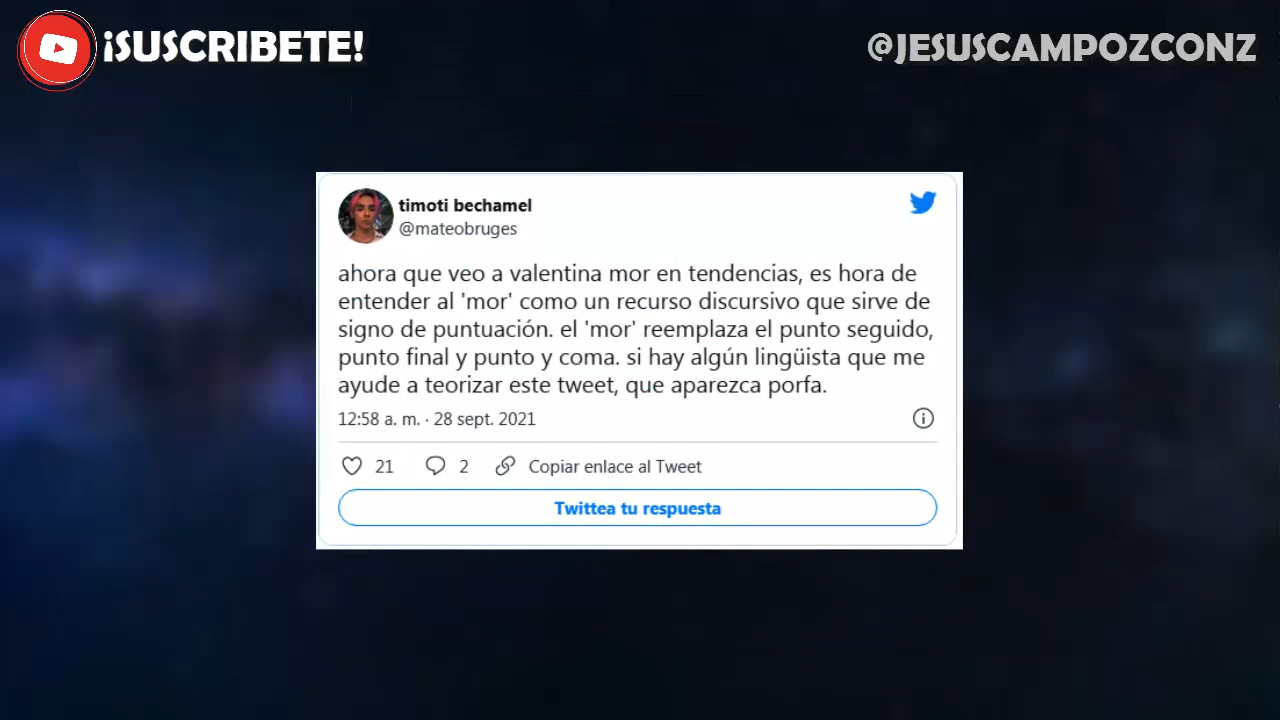 ¡SUSCRIBETE!
@JESUSCAMPOZCONZ
timoti bechamel
@mateobruges
ahora que veo a valentina mor en tendencias, es hora de
entender al 'mor' como un recurso discursivo que sirve de
signo de puntuación. el 'mor' reemplaza el punto seguido,
punto final y punto y coma. si hay algún lingüista que me
ayude a teorizar este tweet, que aparezca porfa.
12:58 a. m. · 28 sept. 2021
21 2 Copiar enlace al Tweet
Twittea tu respuesta